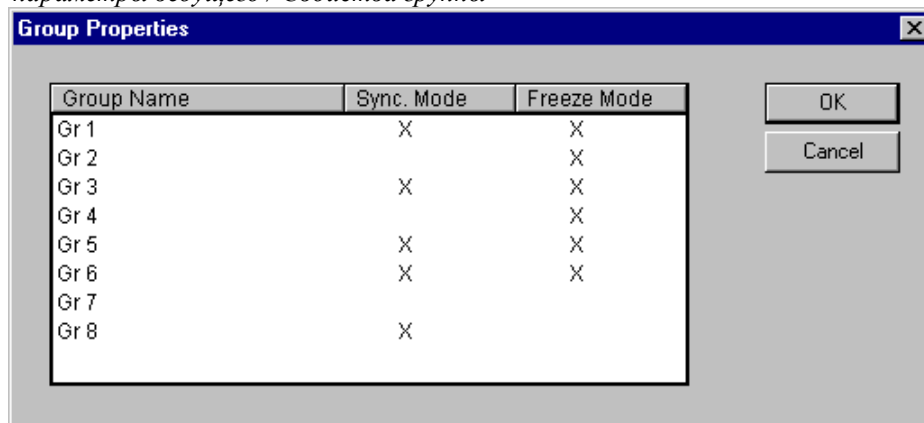 Group Properties
Group Name Sync. Mode Freeze Mode
OK
Gr 1 X X
Gr 2 X
Cancel
Gr 3 X X
Gr 4 X
Gr 5 X X
Gr 6 X X
Gr 7
Gr 8 X